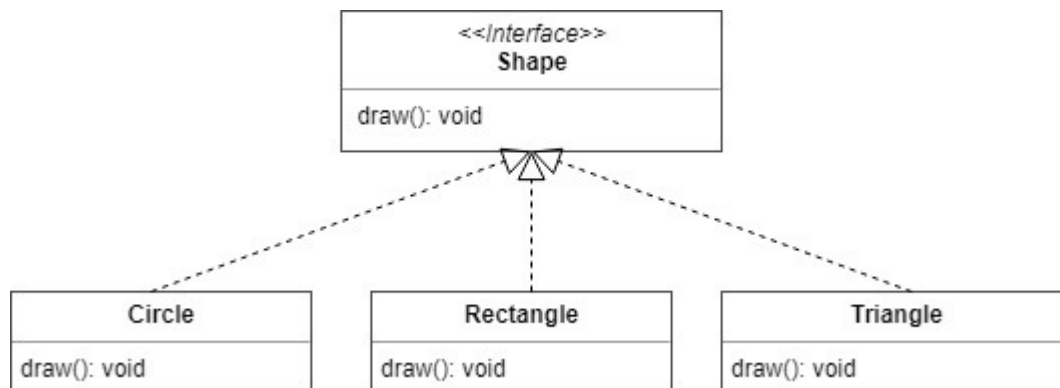 <<Interface>>
Shape
draw(): void
Circle
draw(): void
Rectangle
draw(): void
Triangle
draw(): void